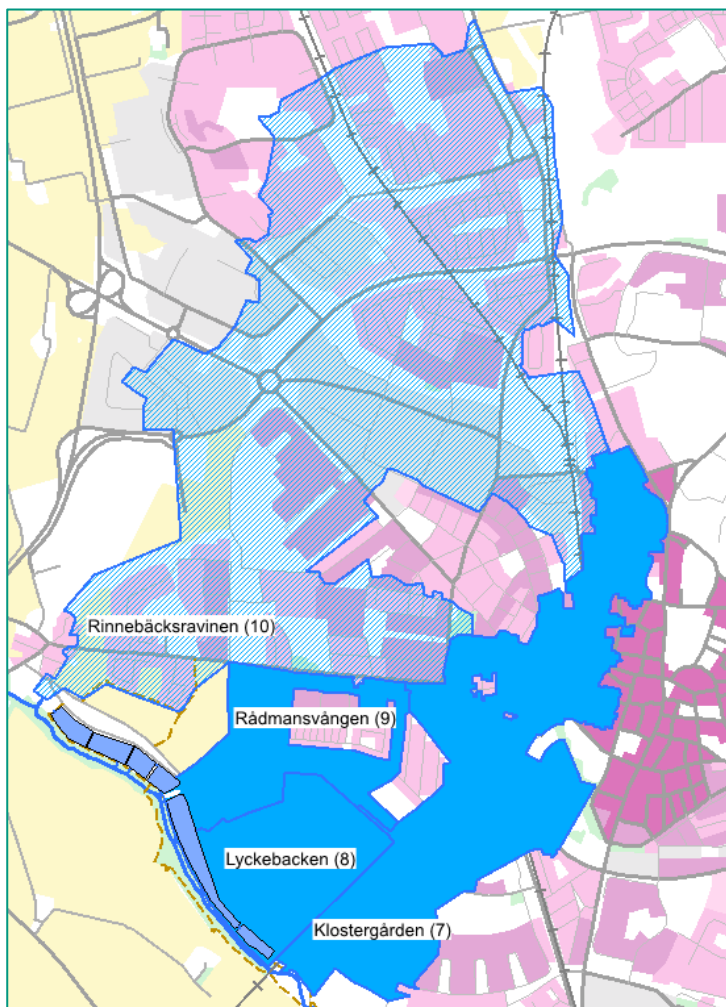 Rinnebäcksravinen (10)
Rådmansvången (9)
Lyckebacken (8)
Klostergården (7)